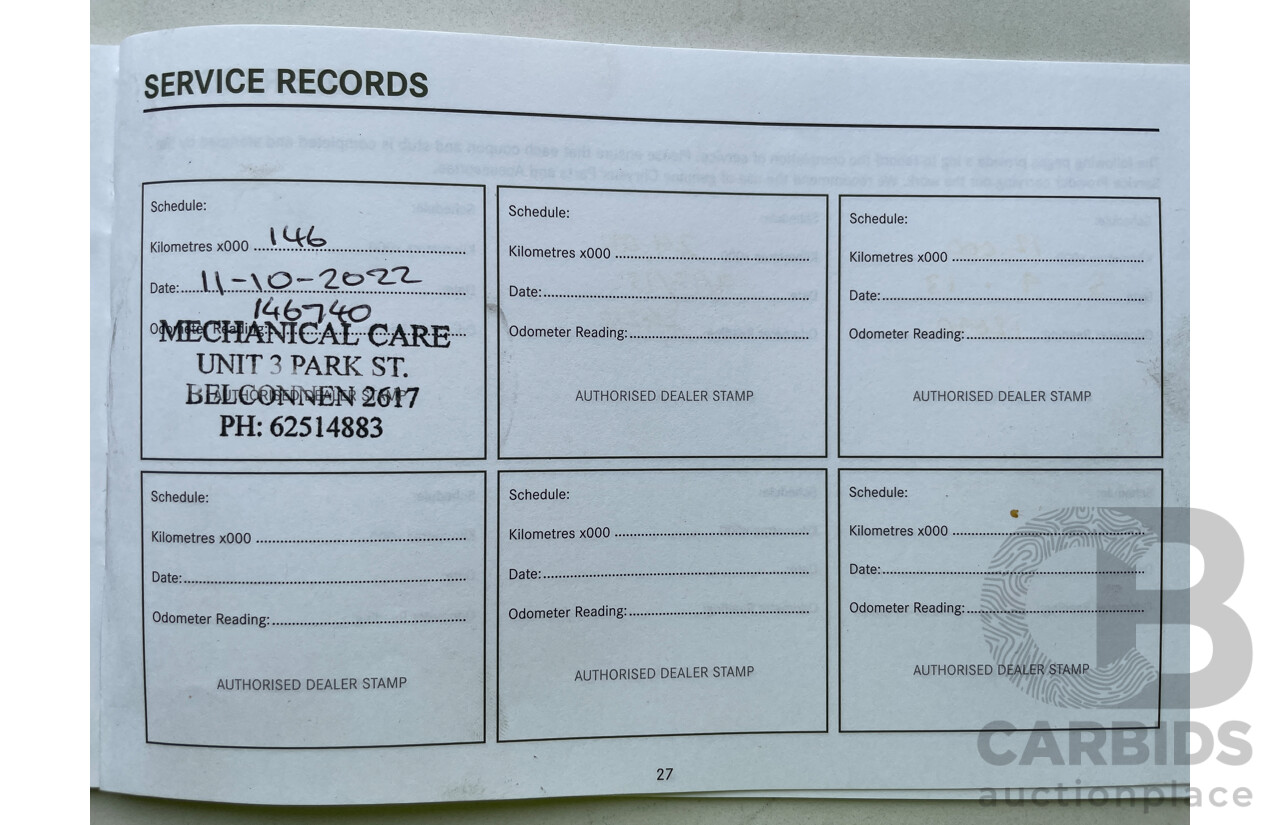 SERVICE RECORDS
Schedule:
Kilometres x000 146
Date: 11-10-2022
Odometer Reading: 146740
MECHANICAL CARE
UNIT 3 PARK ST.
BELCONNEN 2617
AUTHORISED DEALER STAMP
PH: 62514883
Schedule:
Kilometres x000
Date:
Odometer Reading:
AUTHORISED DEALER STAMP
Schedule:
Kilometres x000
Date:
Odometer Reading:
AUTHORISED DEALER STAMP
Schedule:
Kilometres x000
Date:
Odometer Reading:
AUTHORISED DEALER STAMP
Schedule:
Kilometres x000
Date:
Odometer Reading:
AUTHORISED DEALER STAMP
Schedule:
Kilometres x000
Date:
Odometer Reading:
AUTHORISED DEALER STAMP
27
CB
CARBIDS
auctionplace